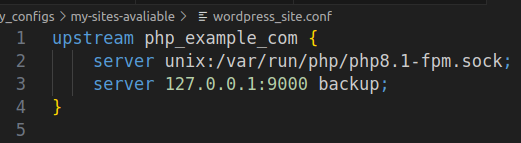 y_configs > my-sites-avaliable > wordpress_site.conf
1 upstream php_example_com {
2 server unix:/var/run/php/php8.1-fpm.sock;
3 server 127.0.0.1:9000 backup;
4 }
5